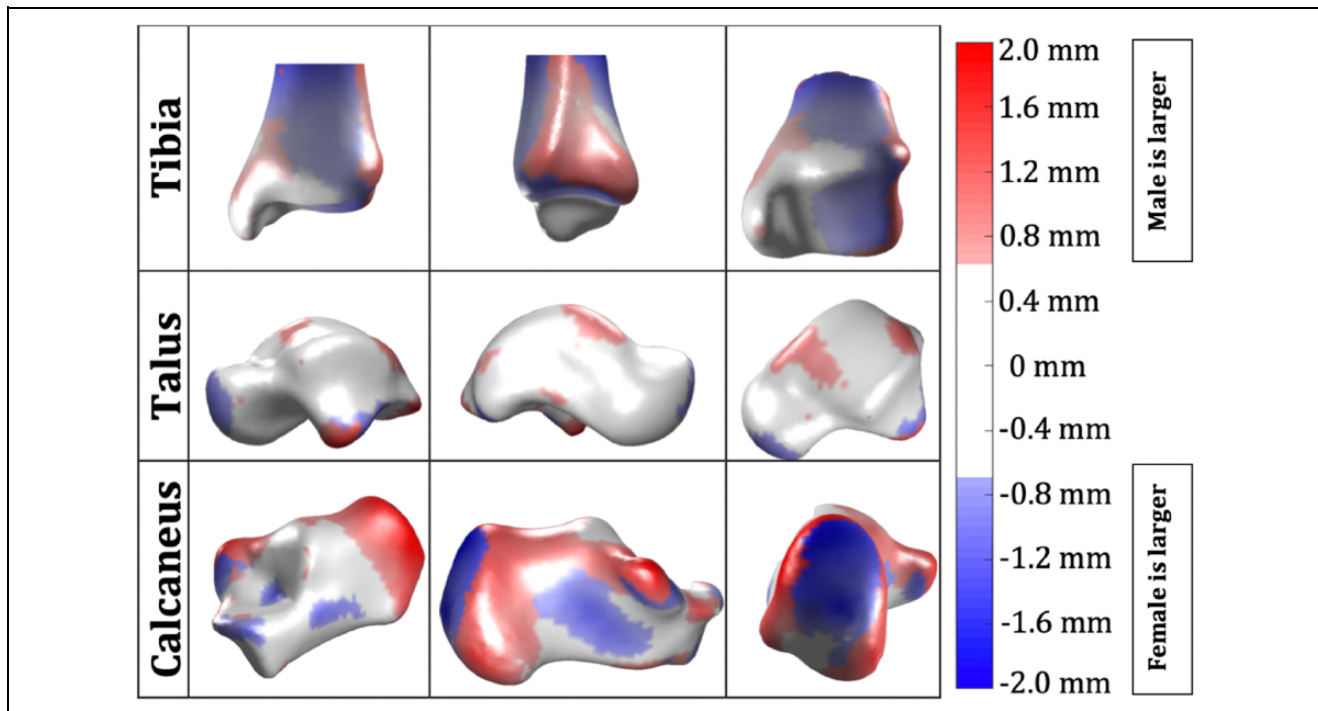 Tibia
Talus
Calcaneus
2.0 mm
1.6 mm
1.2 mm
0.8 mm
0.4 mm
0 mm
-0.4 mm
-0.8 mm
-1.2 mm
-1.6 mm
-2.0 mm
Male is larger
Female is larger